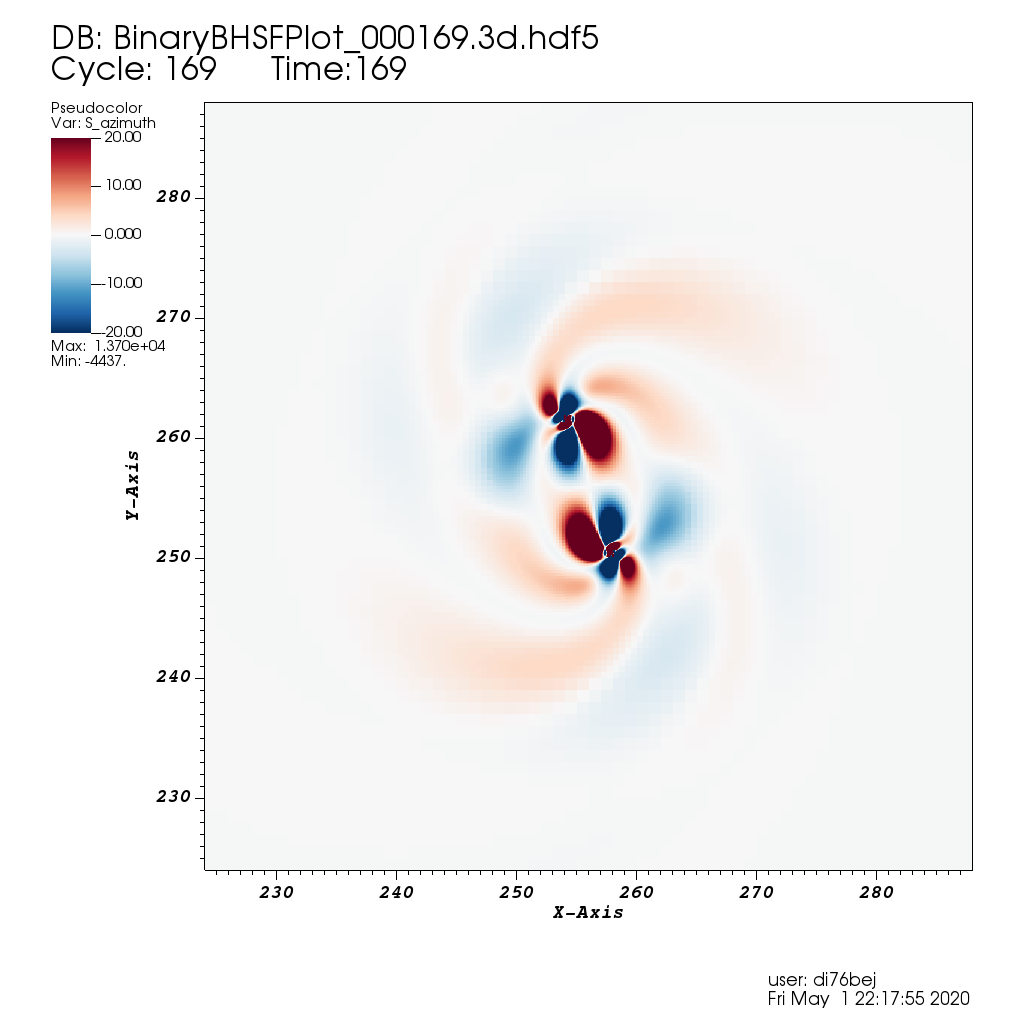 DB: BinaryBHSFPlot_000169.3d.hdf5
Cycle: 169 Time:169
Pseudocolor
Var: S_azimuth
20.00
10.00
0.000
-10.00
-20.00
Max: 1.370e+04
Min: -4437.
280
270
260
250
240
230
Y-Axis
230 240 250 260 270 280
X-Axis
user: di76bej
Fri May 1 22:17:55 2020